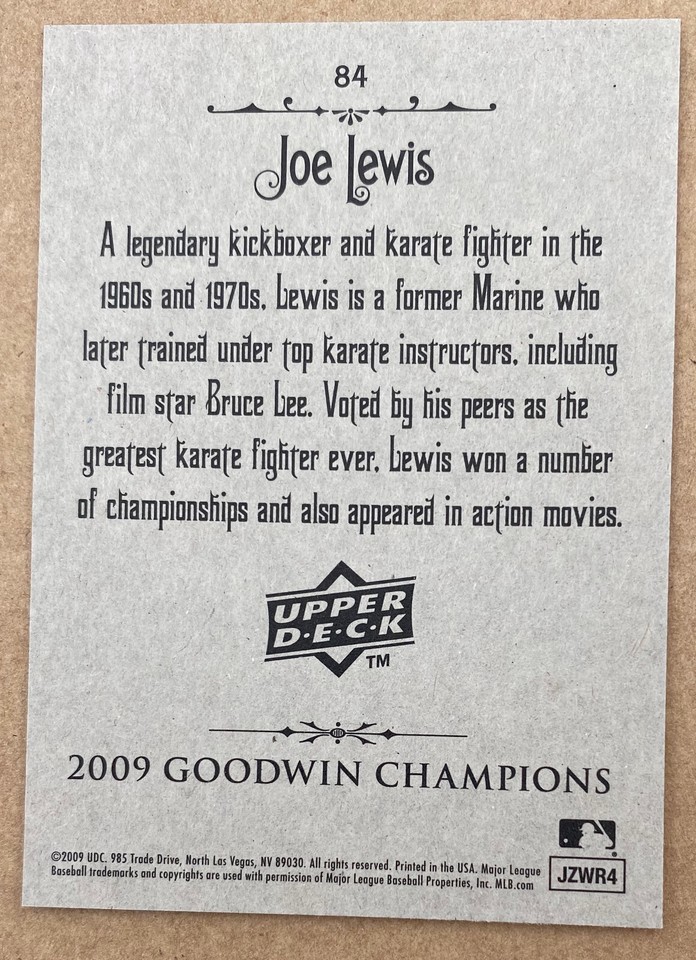 84
Joe Lewis
A legendary kickboxer and karate fighter in the
1960s and 1970s, Lewis is a former Marine who
later trained under top karate instructors, including
film star Bruce Lee. Voted by his peers as the
greatest karate fighter ever, Lewis won a number
of championships and also appeared in action movies.
UPPER
D·E·C·K
TM
2009 GOODWIN CHAMPIONS
©2009 UDC. 985 Trade Drive, North Las Vegas, NV 89030. All rights reserved. Printed in the USA. Major League
Baseball trademarks and copyrights are used with permission of Major League Baseball Properties, Inc. MLB.com
JZWR4